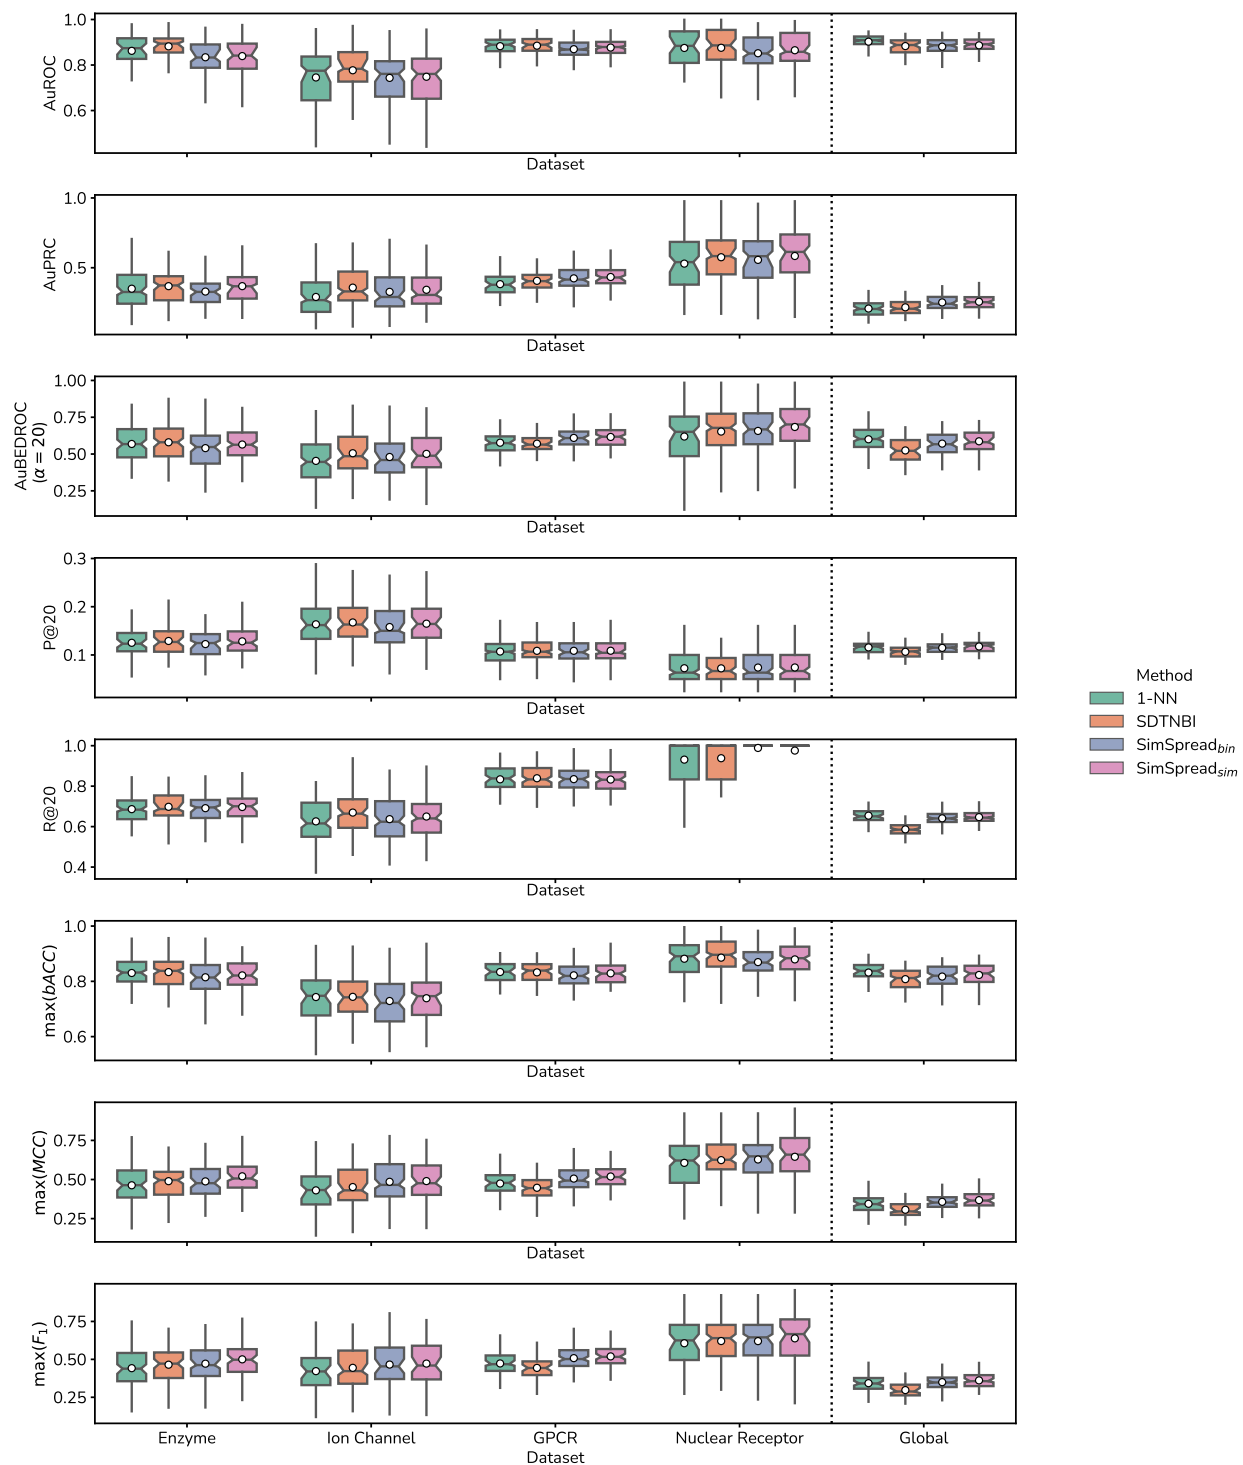 1.0
0.8
0.6
AuROC
Dataset
1.0
0.5
AuPRC
Dataset
1.00
0.75
0.50
0.25
AuBEDROC
(α = 20)
Dataset
0.3
0.2
0.1
P@20
Dataset
Method
1-NN
SDTNBI
SimSpread_bin
SimSpread_sim
1.0
0.8
0.6
0.4
R@20
Dataset
1.0
0.8
0.6
max(bACC)
Dataset
0.75
0.50
0.25
max(MCC)
Dataset
0.75
0.50
0.25
max(F₁)
Enzyme
Ion Channel
GPCR
Nuclear Receptor
Global
Dataset